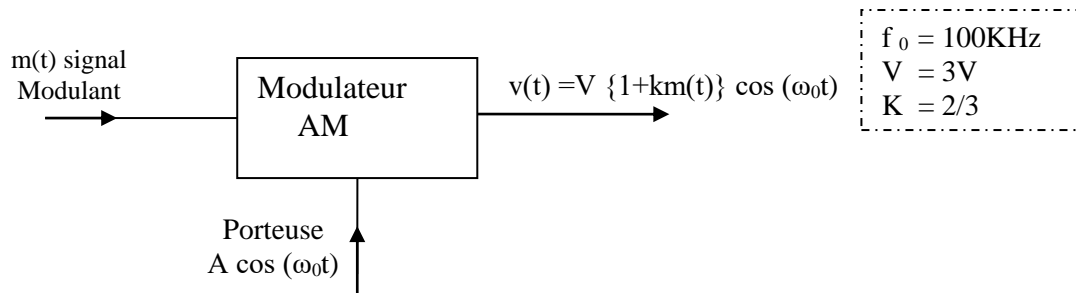 m(t) signal
Modulant
Modulateur
AM
v(t) =V {1+km(t)} cos (ω₀t)
f ₀ = 100KHz
V = 3V
K = 2/3
Porteuse
A cos (ω₀t)